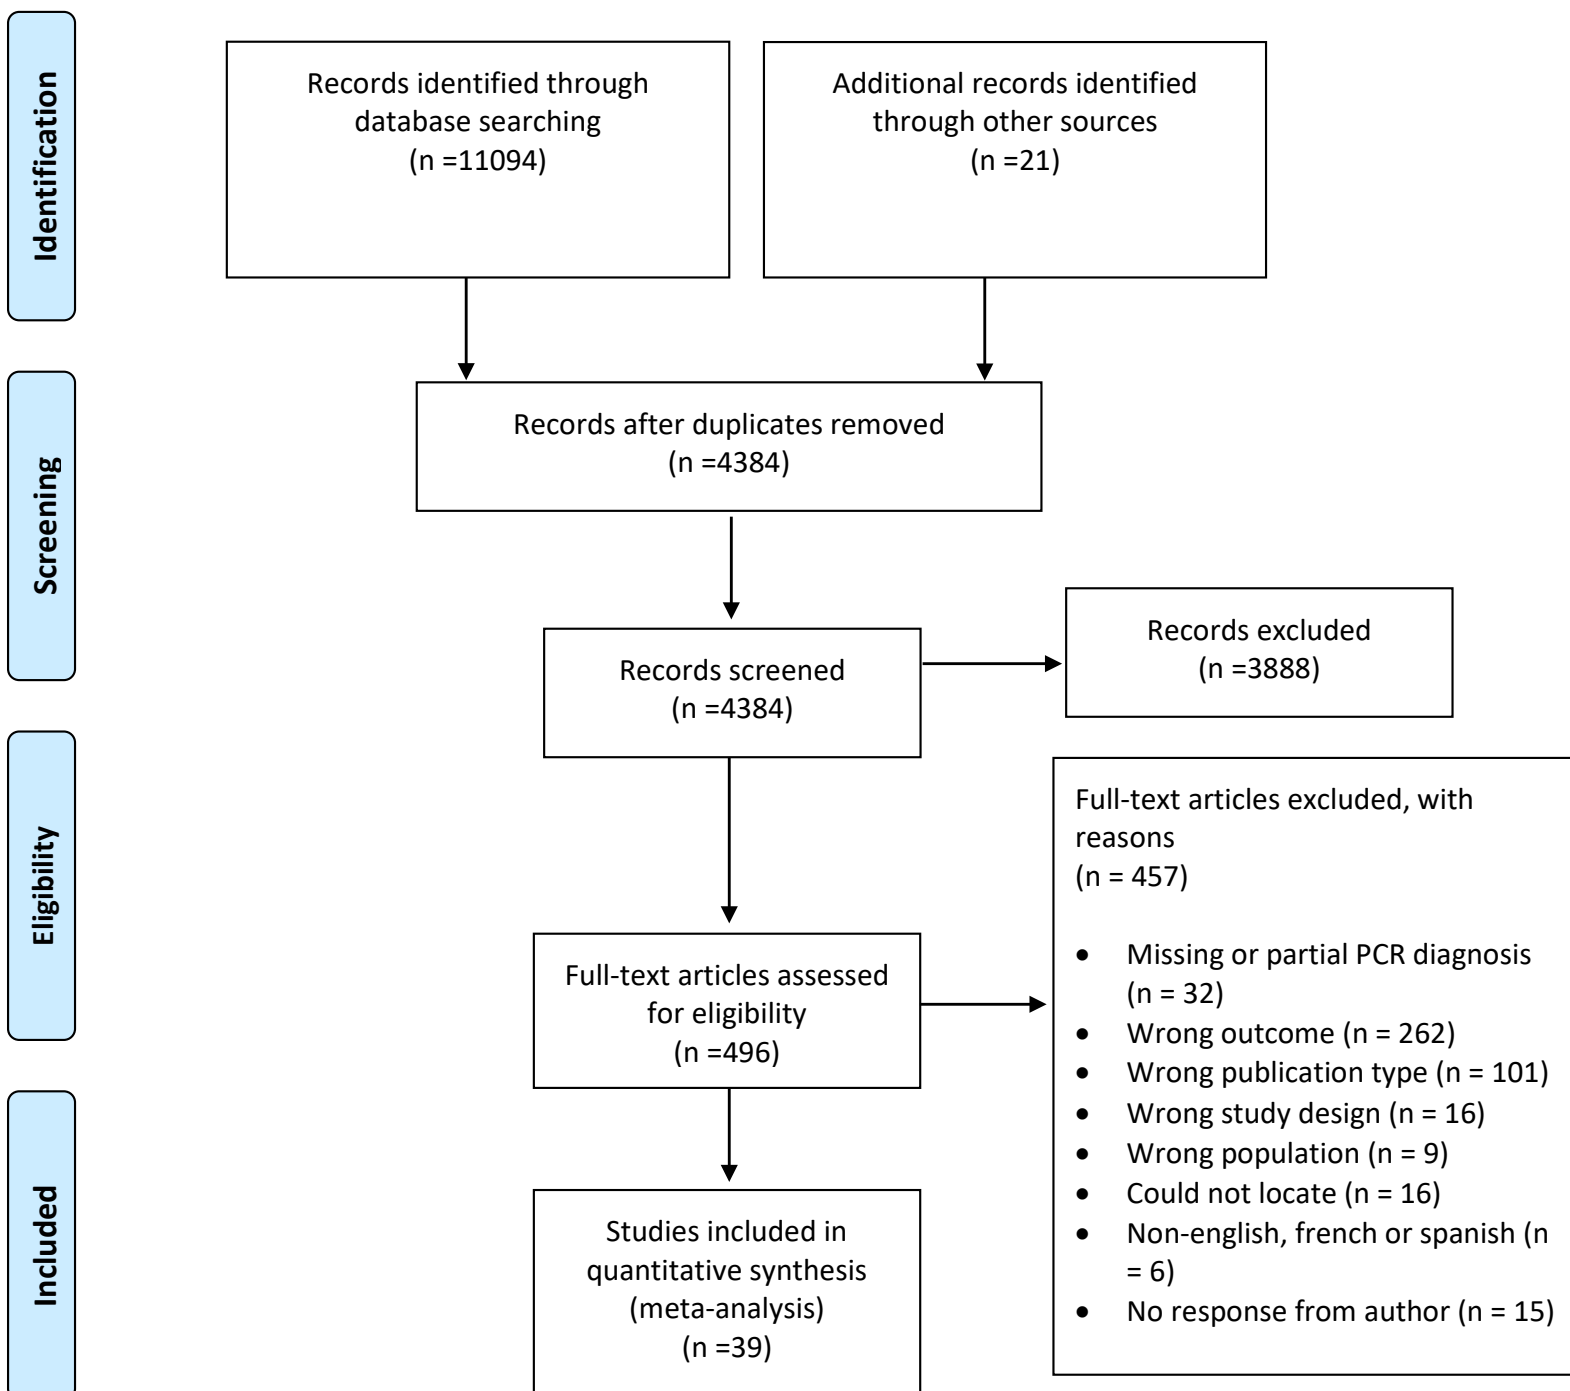 Identification
Records identified through
database searching
(n =11094)
Additional records identified
through other sources
(n =21)
Screening
Records after duplicates removed
(n =4384)
Records screened
(n =4384)
Records excluded
(n =3888)
Eligibility
Full-text articles assessed
for eligibility
(n =496)
Full-text articles excluded, with
reasons
(n = 457)
• Missing or partial PCR diagnosis
(n = 32)
• Wrong outcome (n = 262)
• Wrong publication type (n = 101)
• Wrong study design (n = 16)
• Wrong population (n = 9)
• Could not locate (n = 16)
• Non-english, french or spanish (n
= 6)
• No response from author (n = 15)
Included
Studies included in
quantitative synthesis
(meta-analysis)
(n =39)